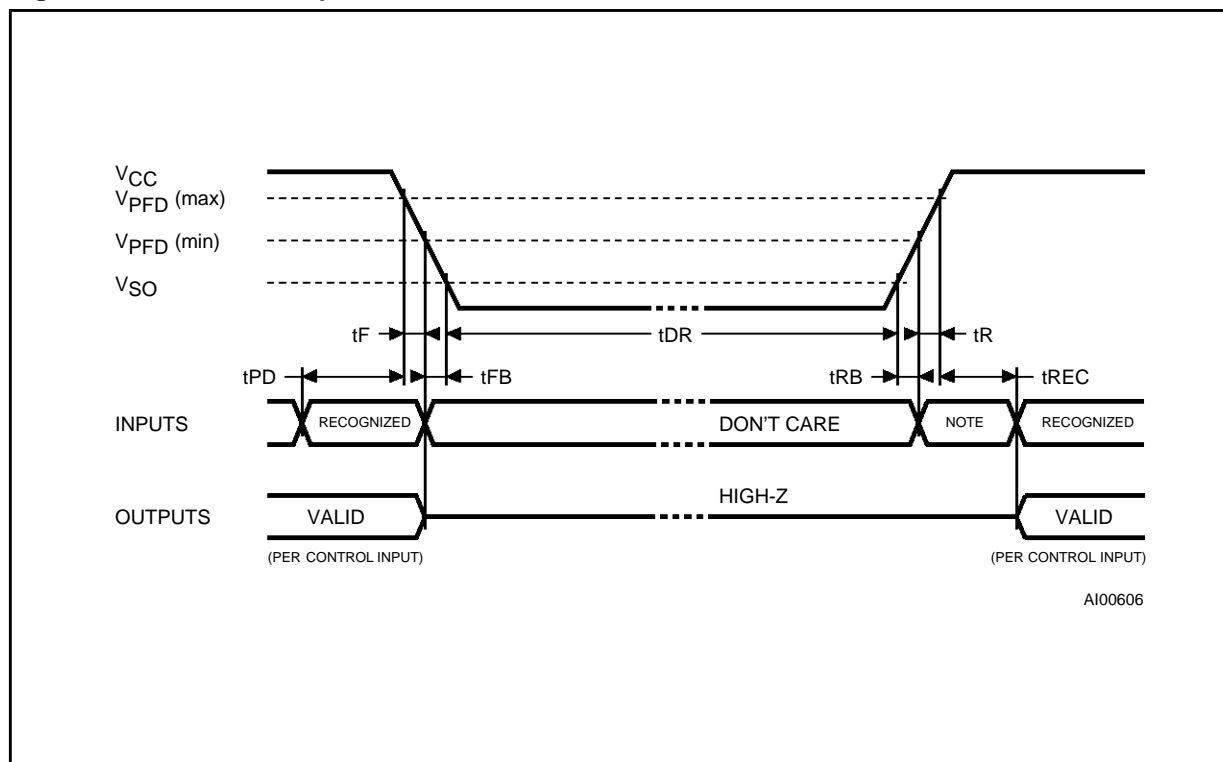 VCC
VPFD (max)
VPFD (min)
VSO
tF
tDR
tR
tPD
tFB
tRB
tREC
INPUTS
RECOGNIZED
DON'T CARE
NOTE
RECOGNIZED
HIGH-Z
OUTPUTS
VALID
VALID
(PER CONTROL INPUT)
(PER CONTROL INPUT)
AI00606